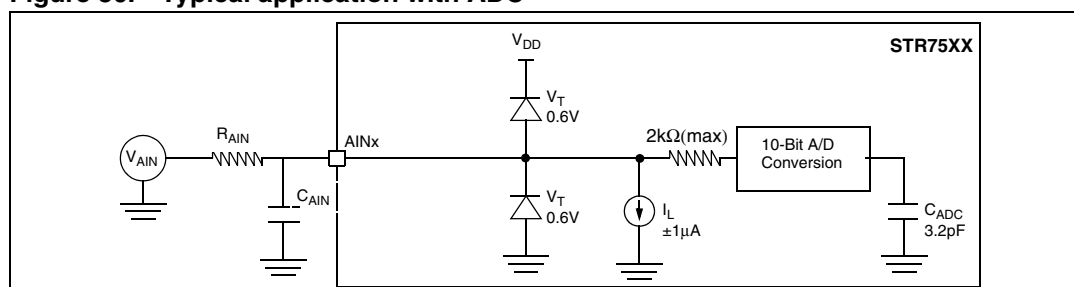 Figure
Typical application with ADC
STR75XX
VDD
VT
0.6V
RAIN
AINx
2kΩ(max)
10-Bit A/D
Conversion
VAIN
CAIN
VT
0.6V
IL
±1μA
CADC
3.2pF